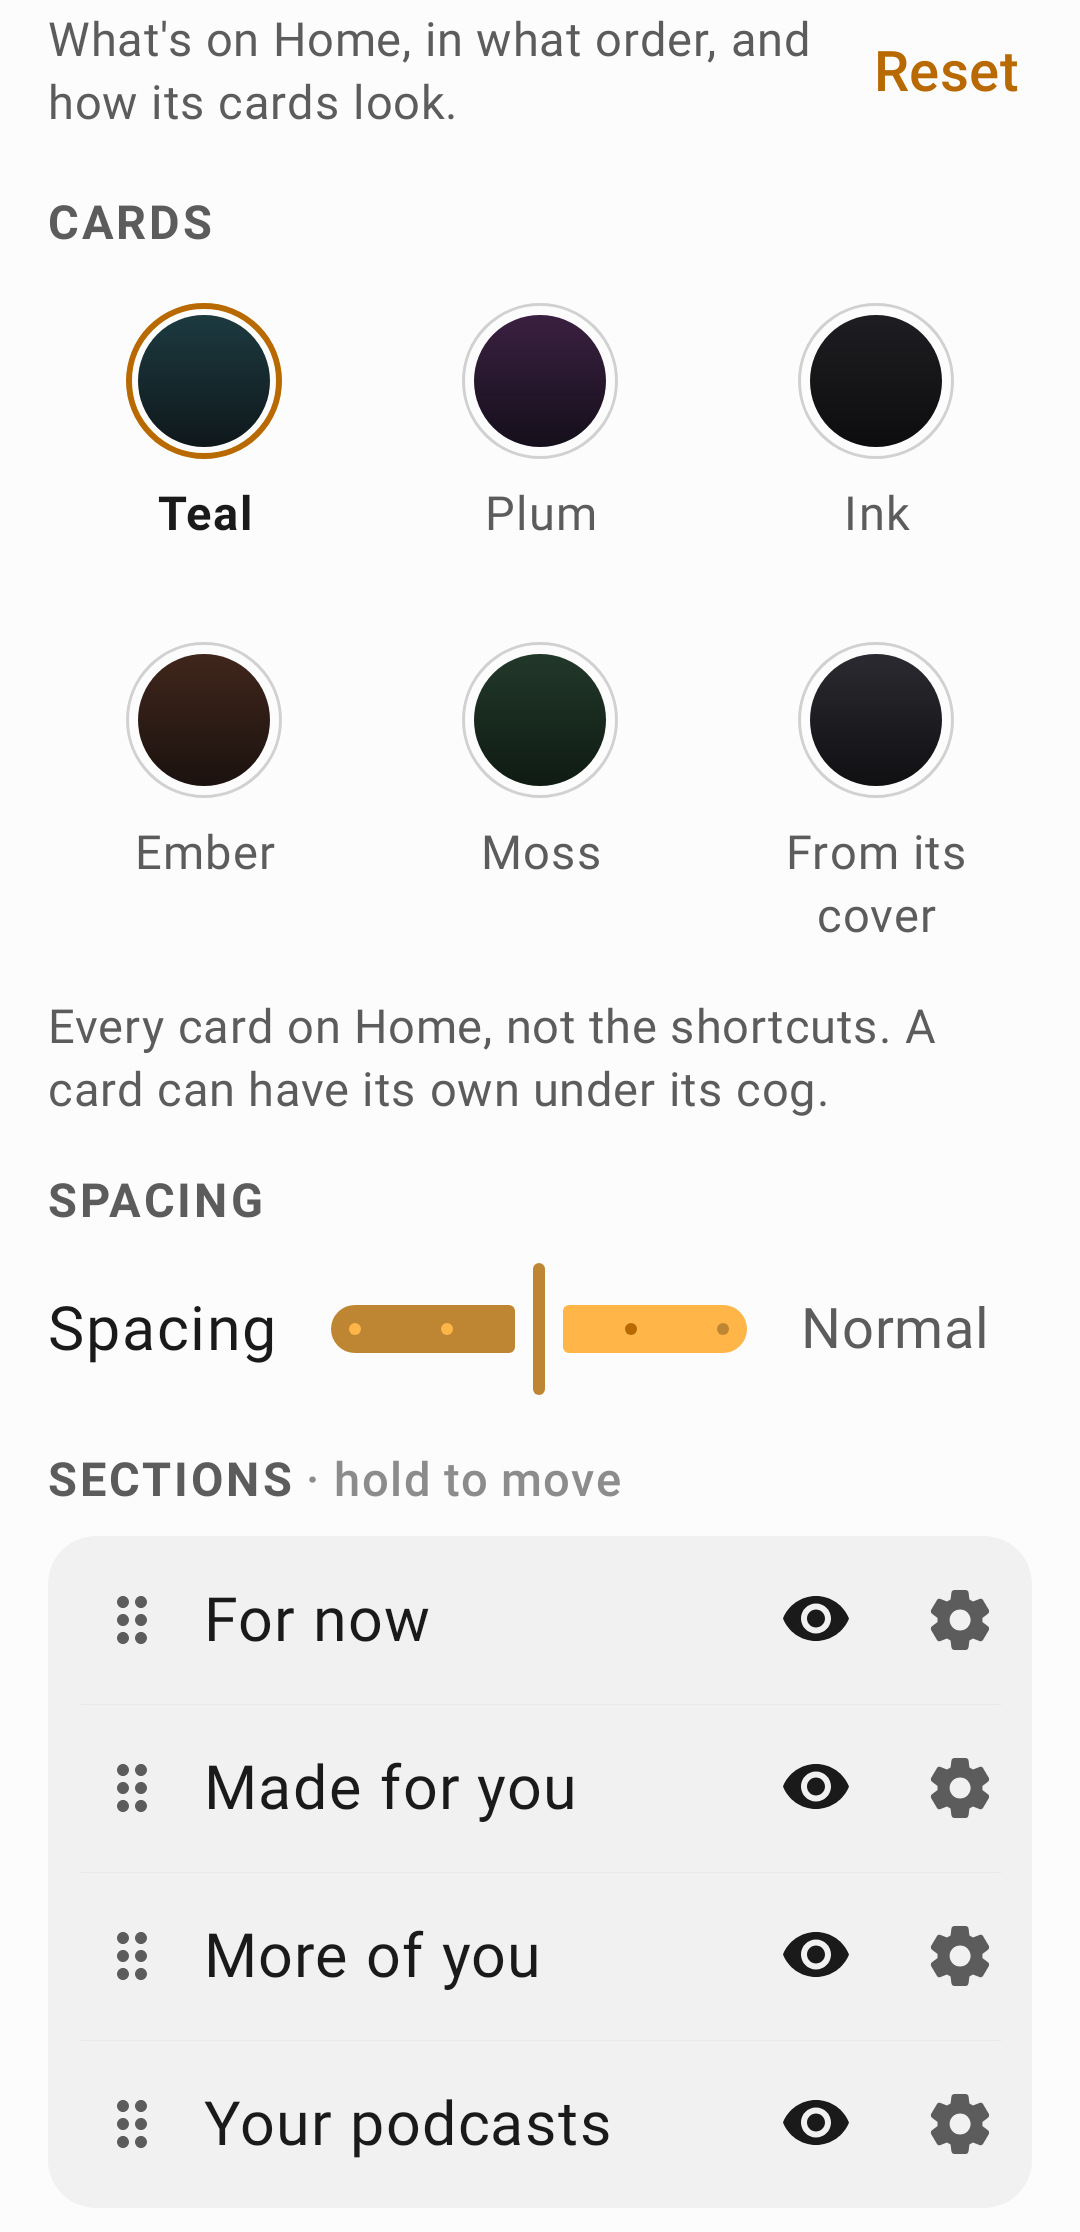 What's on Home, in what order, and
how its cards look.
Reset
CARDS
Teal
Plum
Ink
Ember
Moss
From its
cover
Every card on Home, not the shortcuts. A
card can have its own under its cog.
SPACING
Spacing
Normal
SECTIONS · hold to move
For now
Made for you
More of you
Your podcasts